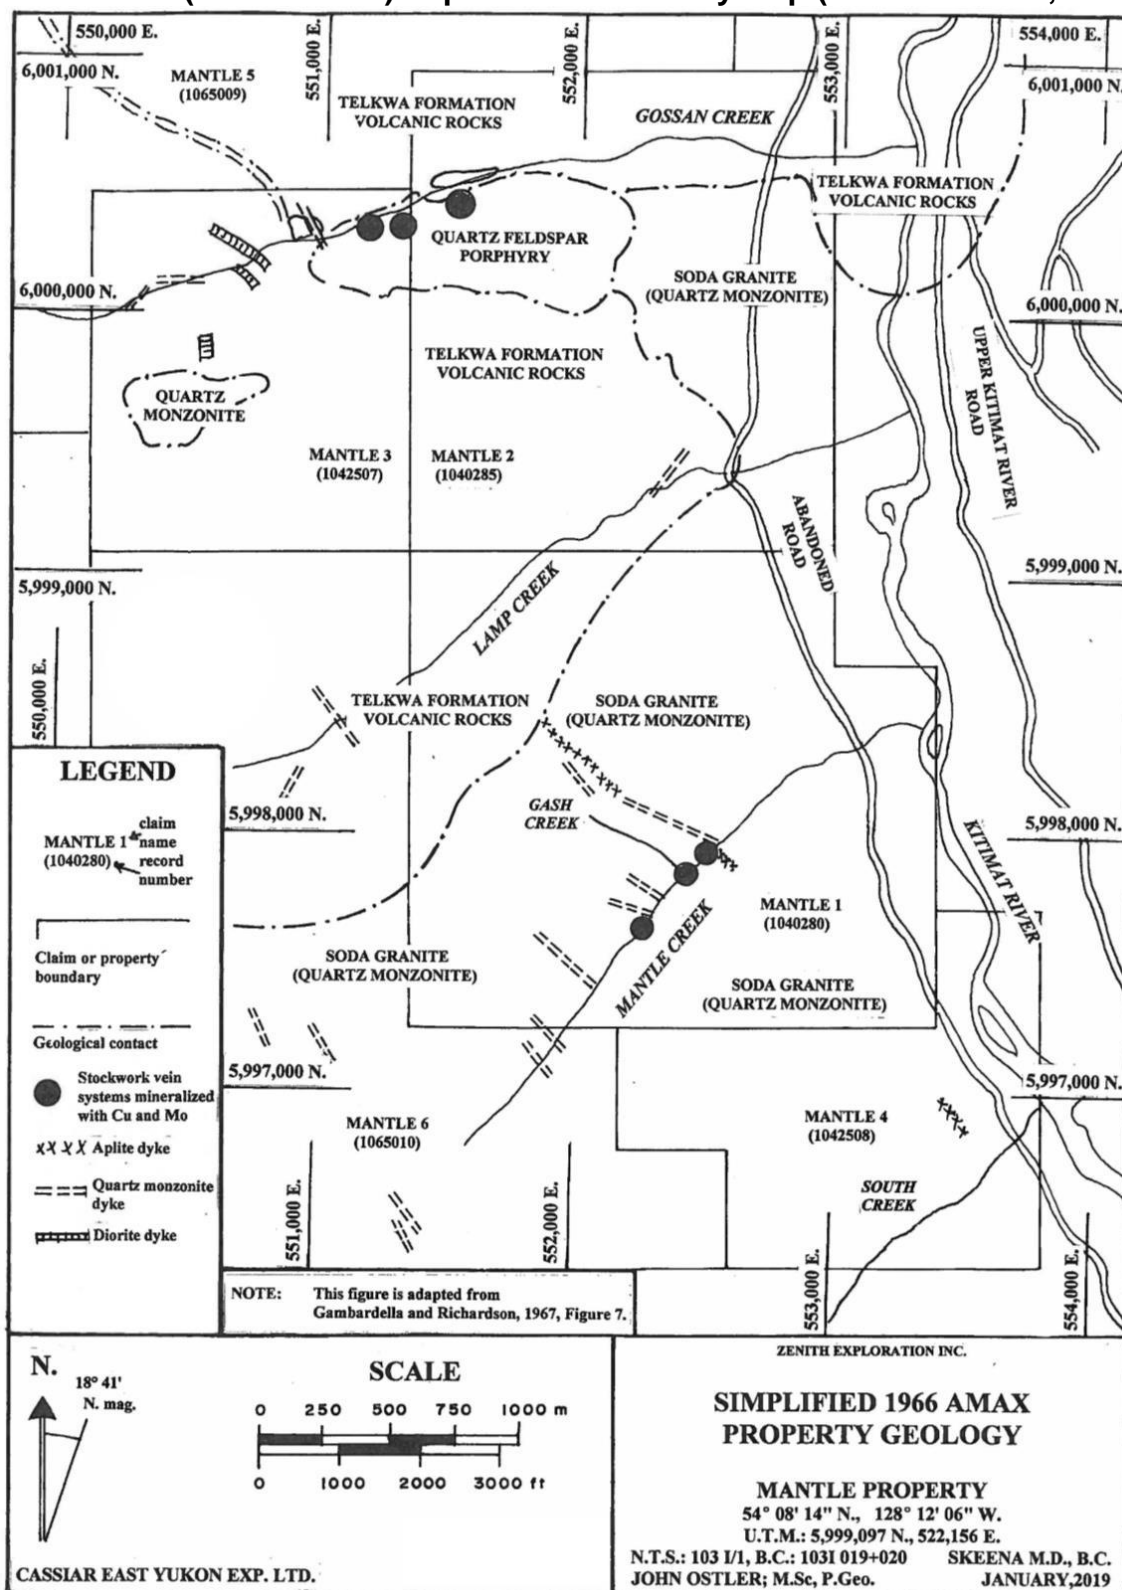 550,000 E.
551,000 E.
552,000 E.
553,000 E.
554,000 E.
6,001,000 N.
MANTLE 5
(1065009)
TELKWA FORMATION
VOLCANIC ROCKS
GOSSAN CREEK
6,001,000 N.
TELKWA FORMATION
VOLCANIC ROCKS
QUARTZ FELDSPAR
PORPHYRY
SODA GRANITE
(QUARTZ MONZONITE)
6,000,000 N.
6,000,000 N.
TELKWA FORMATION
VOLCANIC ROCKS
UPPER KITIMAT RIVER
ROAD
QUARTZ
MONZONITE
MANTLE 3
(1042507)
MANTLE 2
(1040285)
ABANDONED
ROAD
5,999,000 N.
5,999,000 N.
LAMP CREEK
550,000 E.
TELKWA FORMATION
VOLCANIC ROCKS
SODA GRANITE
(QUARTZ MONZONITE)
5,998,000 N.
GASH
CREEK
5,998,000 N.
KITIMAT RIVER
MANTLE 1
(1040280)
MANTLE CREEK
SODA GRANITE
(QUARTZ MONZONITE)
SODA GRANITE
(QUARTZ MONZONITE)
5,997,000 N.
5,997,000 N.
MANTLE 6
(1065010)
MANTLE 4
(1042508)
SOUTH
CREEK
551,000 E.
552,000 E.
553,000 E.
554,000 E.
LEGEND
MANTLE 1
(1040280)
claim
name
record
number
Claim or property
boundary
Geological contact
Stockwork vein
systems mineralized
with Cu and Mo
Aplite dyke
Quartz monzonite
dyke
Diorite dyke
NOTE: This figure is adapted from
Gambardella and Richardson, 1967, Figure 7.
N.
18° 41'
N. mag.
SCALE
0 250 500 750 1000 m
0 1000 2000 3000 ft
CASSIAR EAST YUKON EXP. LTD.
ZENITH EXPLORATION INC.
SIMPLIFIED 1966 AMAX
PROPERTY GEOLOGY
MANTLE PROPERTY
54° 08' 14" N., 128° 12' 06" W.
U.T.M.: 5,999,097 N., 522,156 E.
N.T.S.: 103 I/1, B.C.: 103I 019+020 SKEENA M.D., B.C.
JOHN OSTLER; M.Sc, P.Geo. JANUARY,2019